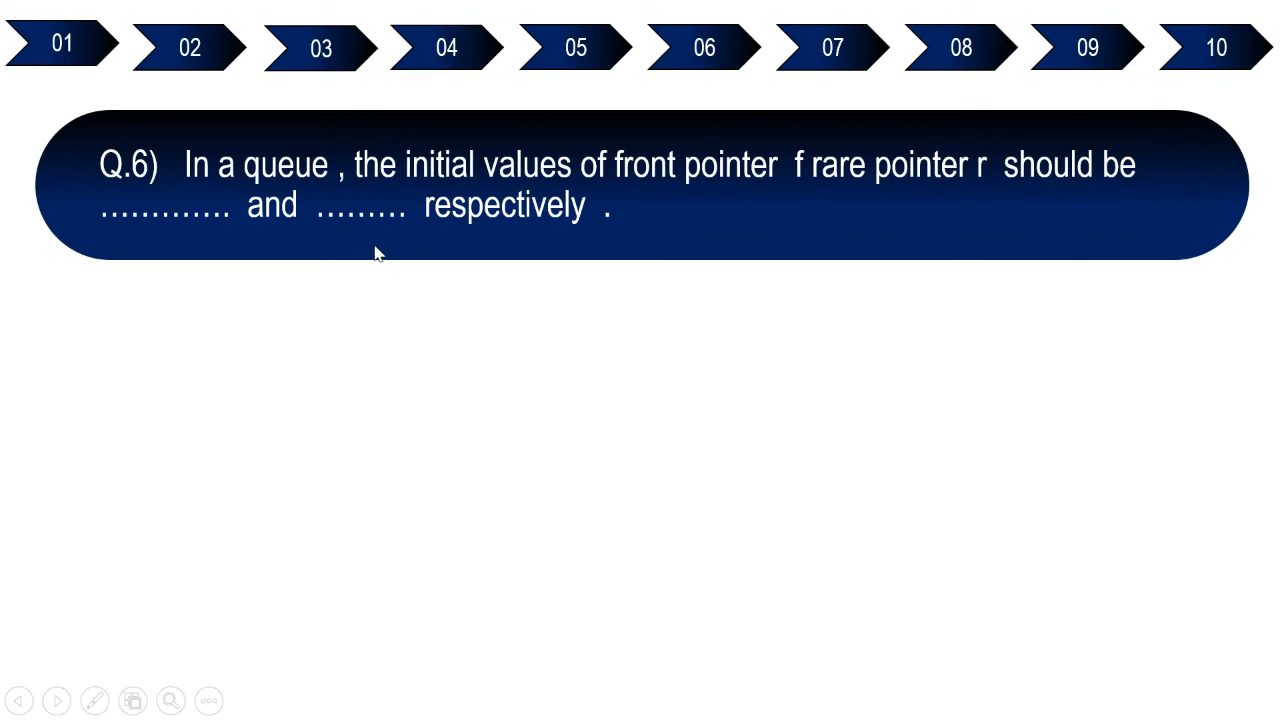 01 02 03 04 05 06 07 08 09 10
Q.6) In a queue , the initial values of front pointer f rare pointer r should be
............. and ......... respectively .